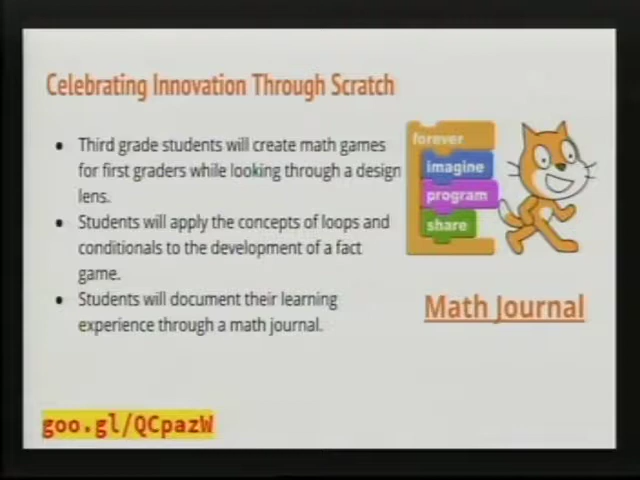 Celebrating Innovation Through Scratch
• Third grade students will create math games
for first graders while looking through a design
lens.
• Students will apply the concepts of loops and
conditionals to the development of a fact
game.
• Students will document their learning
experience through a math journal.
forever
imagine
program
share
Math Journal
goo.gl/QCpazW